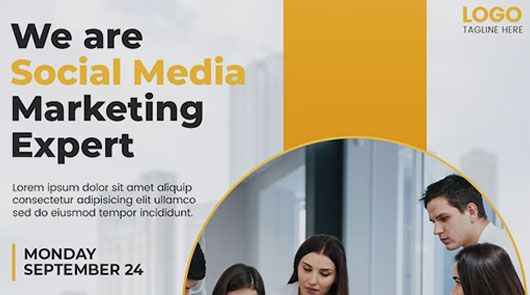 We are
Social Media
Marketing
Expert
LOGO
TAGLINE HERE
Lorem ipsum dolor sit amet aliquip
consectetur adipisicing elit ullamco
sed do eiusmod tempor incididunt.
MONDAY
SEPTEMBER 24